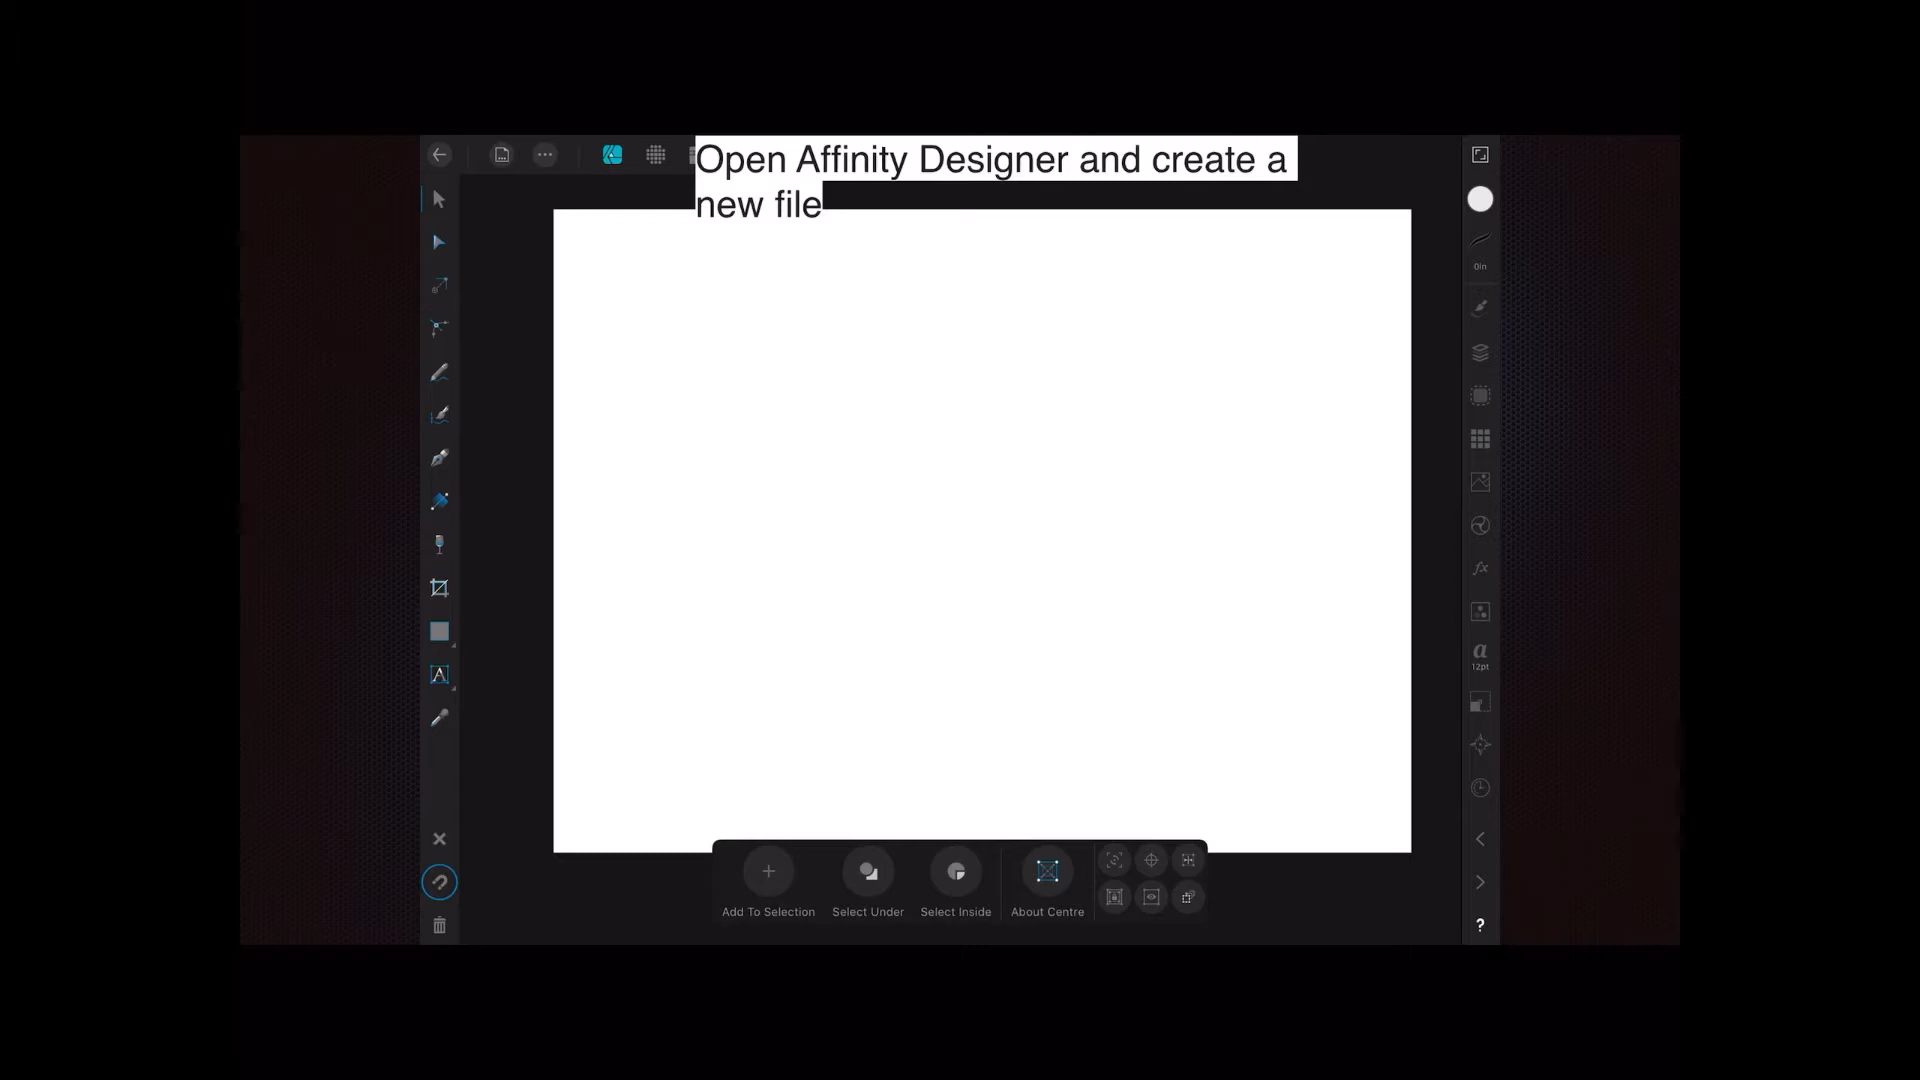 Open Affinity Designer and create a
new file
0in
12pt
Add To Selection
Select Under
Select Inside
About Centre
?